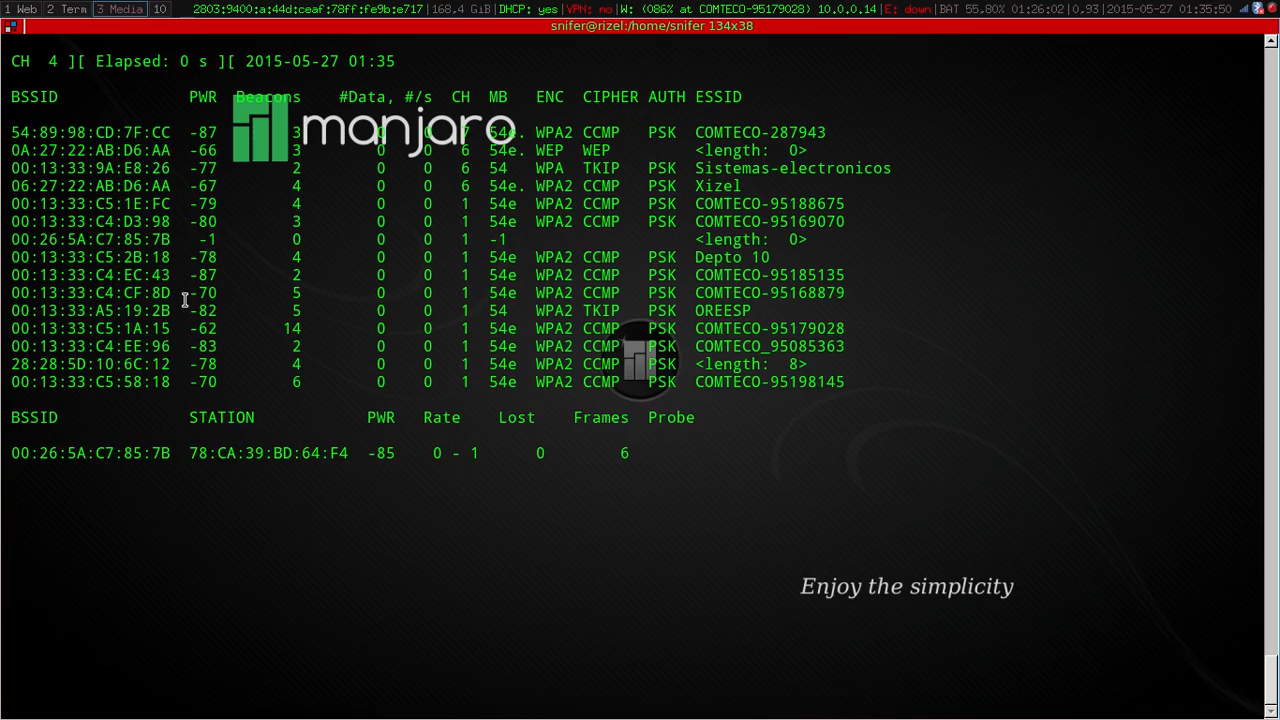 1 Web 2 Term 3 Media 10 2803:9400:a:44d:ceaf:78ff:fe9b:e717|168,4 GiB|DHCP: yes|VPN: no|W: (086% at COMTECO-95179028) 10.0.0.14|E: down|BAT 55,80% 01:26:02|0,93|2015-05-27 01:35:50
snifer@rizel:/home/snifer 134x38
CH 4 ][ Elapsed: 0 s ][ 2015-05-27 01:35
BSSID PWR Beacons #Data, #/s CH MB ENC CIPHER AUTH ESSID
manjaro
54:89:98:CD:7F:CC -87 3 0 0 7 54e. WPA2 CCMP PSK COMTECO-287943
0A:27:22:AB:D6:AA -66 3 0 0 6 54e. WEP WEP <length: 0>
00:13:33:9A:E8:26 -77 2 0 0 6 54 WPA TKIP PSK Sistemas-electronicos
06:27:22:AB:D6:AA -67 4 0 0 6 54e. WPA2 CCMP PSK Xizel
00:13:33:C5:1E:FC -79 4 0 0 1 54e WPA2 CCMP PSK COMTECO-95188675
00:13:33:C4:D3:98 -80 3 0 0 1 54e WPA2 CCMP PSK COMTECO-95169070
00:26:5A:C7:85:7B -1 0 0 0 1 -1 <length: 0>
00:13:33:C5:2B:18 -78 4 0 0 1 54e WPA2 CCMP PSK Depto 10
00:13:33:C4:EC:43 -87 2 0 0 1 54e WPA2 CCMP PSK COMTECO-95185135
00:13:33:C4:CF:8D -70 5 0 0 1 54e WPA2 CCMP PSK COMTECO-95168879
00:13:33:A5:19:2B -82 5 0 0 1 54 WPA2 TKIP PSK OREESP
00:13:33:C5:1A:15 -62 14 0 0 1 54e WPA2 CCMP PSK COMTECO-95179028
00:13:33:C4:EE:96 -83 2 0 0 1 54e WPA2 CCMP PSK COMTECO_95085363
28:28:5D:10:6C:12 -78 4 0 0 1 54e WPA2 CCMP PSK <length: 8>
00:13:33:C5:58:18 -70 6 0 0 1 54e WPA2 CCMP PSK COMTECO-95198145
BSSID STATION PWR Rate Lost Frames Probe
00:26:5A:C7:85:7B 78:CA:39:BD:64:F4 -85 0 - 1 0 6
Enjoy the simplicity